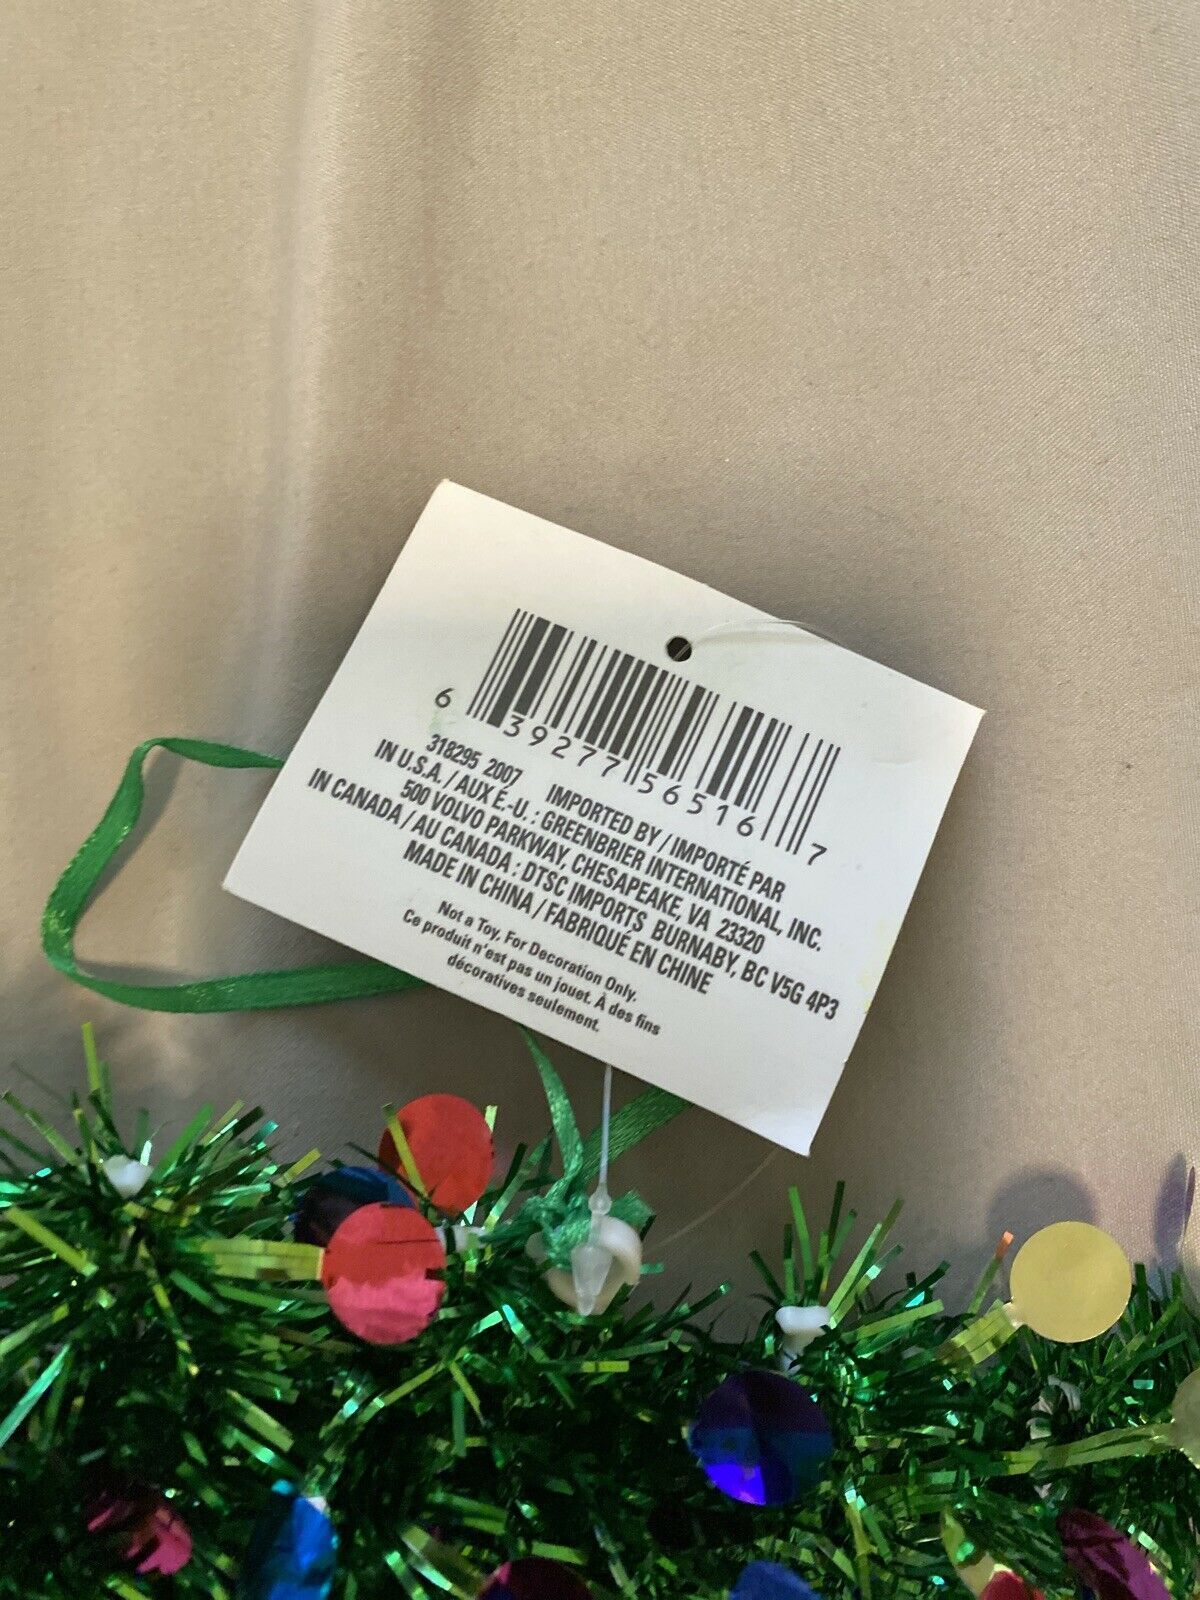 6 39277 56516 7
318295 2007 IMPORTED BY / IMPORTÉ PAR
IN U.S.A. / AUX É.-U. : GREENBRIER INTERNATIONAL, INC.
500 VOLVO PARKWAY, CHESAPEAKE, VA 23320
IN CANADA / AU CANADA : DTSC IMPORTS BURNABY, BC V5G 4P3
MADE IN CHINA / FABRIQUÉ EN CHINE
Not a Toy. For Decoration Only.
Ce produit n'est pas un jouet. À des fins
décoratives seulement.